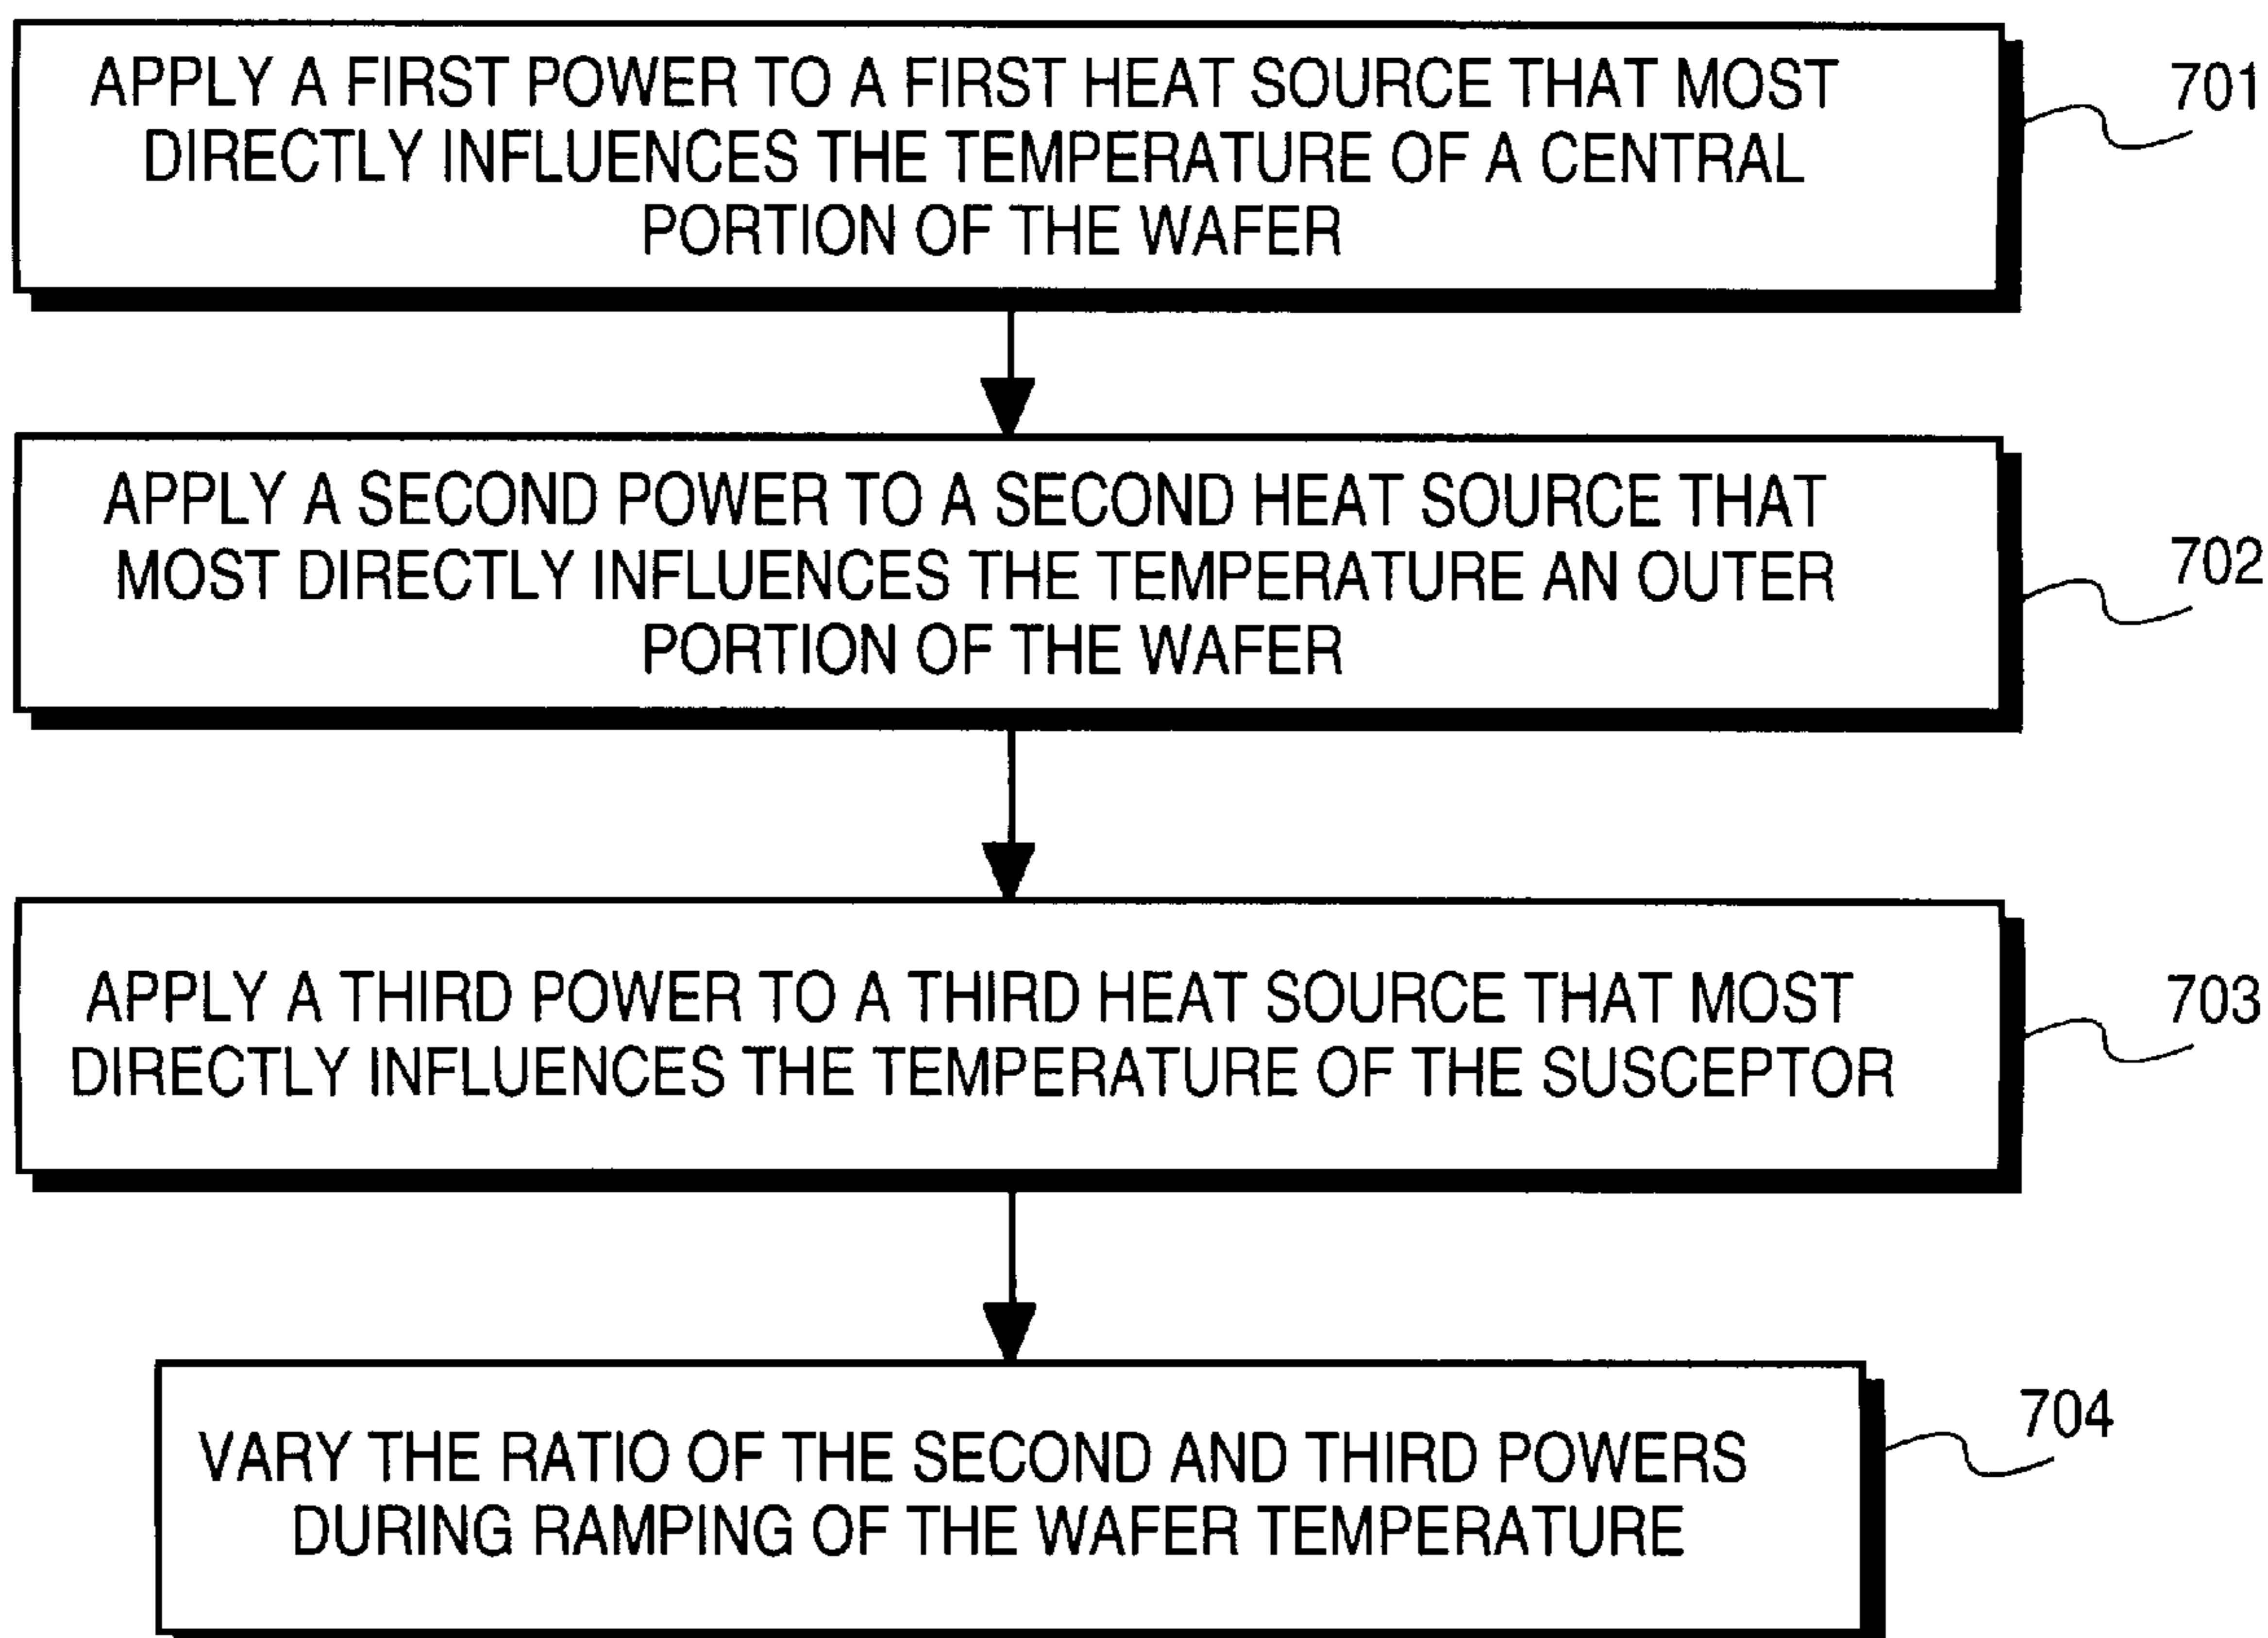 APPLY A FIRST POWER TO A FIRST HEAT SOURCE THAT MOST
DIRECTLY INFLUENCES THE TEMPERATURE OF A CENTRAL
PORTION OF THE WAFER
701
APPLY A SECOND POWER TO A SECOND HEAT SOURCE THAT
MOST DIRECTLY INFLUENCES THE TEMPERATURE AN OUTER
PORTION OF THE WAFER
702
APPLY A THIRD POWER TO A THIRD HEAT SOURCE THAT MOST
DIRECTLY INFLUENCES THE TEMPERATURE OF THE SUSCEPTOR
703
VARY THE RATIO OF THE SECOND AND THIRD POWERS
DURING RAMPING OF THE WAFER TEMPERATURE
704